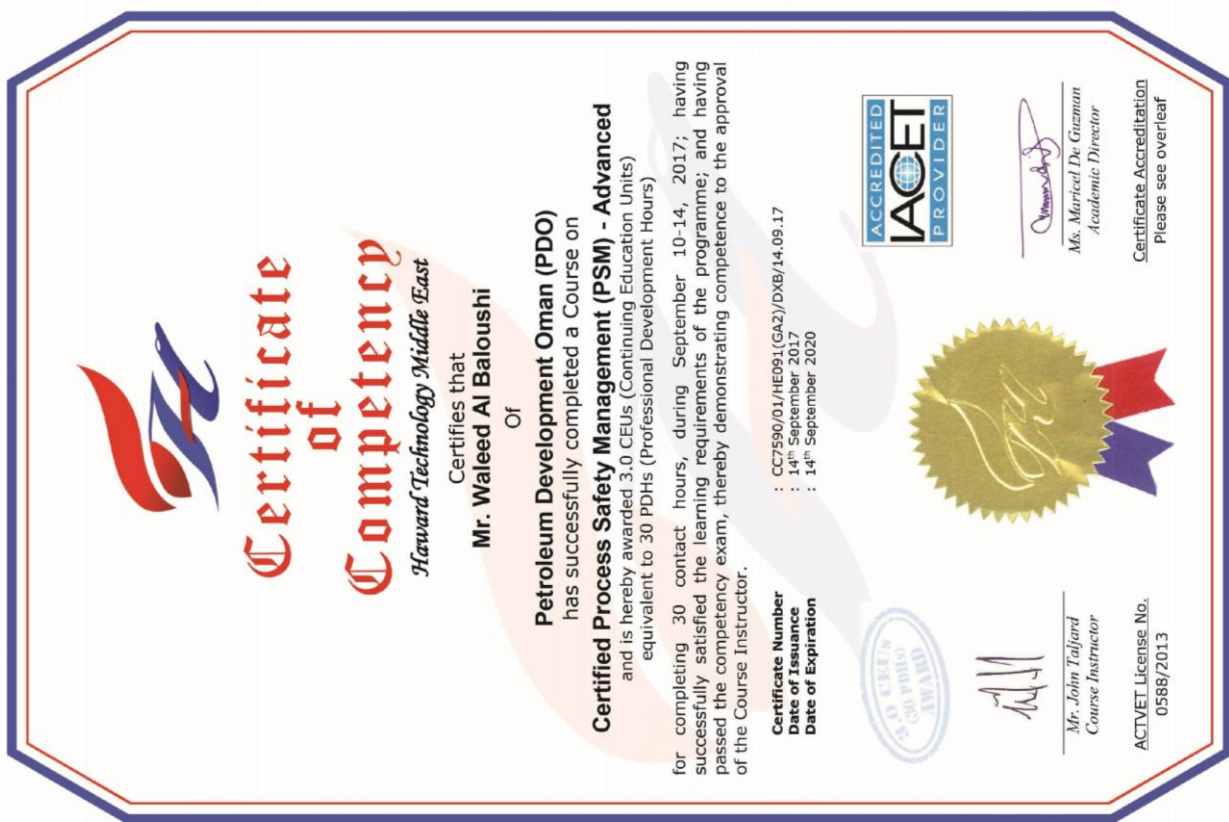 Certificate
of
Competency
Haward Technology Middle East
Certifies that
Mr. Waleed Al Baloushi
Of
Petroleum Development Oman (PDO)
has successfully completed a Course on
Certified Process Safety Management (PSM) - Advanced
and is hereby awarded 3.0 CEUs (Continuing Education Units)
equivalent to 30 PDHs (Professional Development Hours)
for completing 30 contact hours, during September 10-14, 2017; having
successfully satisfied the learning requirements of the programme; and having
passed the competency exam, thereby demonstrating competence to the approval
of the Course Instructor.
Certificate Number : CC7590/01/HE091(GA2)/DXB/14.09.17
Date of Issuance : 14th September 2017
Date of Expiration : 14th September 2020
3.0 CEUs
(30 PDHs)
AWARD
ACCREDITED
IACET
PROVIDER
Mr. John Taljard
Course Instructor
Ms. Maricel De Guzman
Academic Director
ACTVET License No.
0588/2013
Certificate Accreditation
Please see overleaf